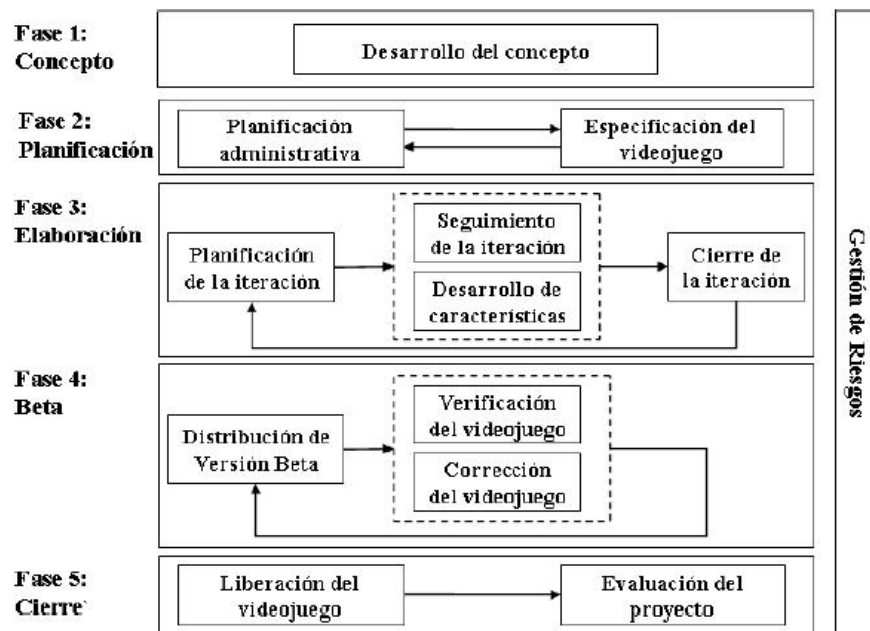 Fase 1:
Concepto
Desarrollo del concepto
Fase 2:
Planificación
Planificación
administrativa
Especificación del
videojuego
Fase 3:
Elaboración
Planificación
de la iteración
Seguimiento
de la iteración
Desarrollo de
características
Cierre de
la iteración
Fase 4:
Beta
Distribución de
Versión Beta
Verificación
del videojuego
Corrección
del videojuego
Fase 5:
Cierre`
Liberación del
videojuego
Evaluación del
proyecto
Gestión de Riesgos